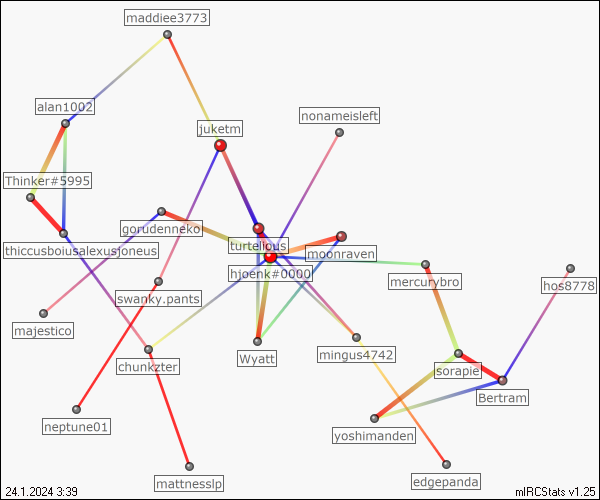 maddiee3773
alan1002
nonameisleft
juketm
Thinker#5995
gorudenneko
thiccusboiusalexusjoneus
turtellous
moonraven
hjoenk#0000
mercurybro
hos8778
swanky.pants
majestico
Wyatt
mingus4742
chunkzter
sorapie
Bertram
neptune01
yoshimanden
mattnesslp
edgepanda
24.1.2024 3:39
mIRCStats v1.25